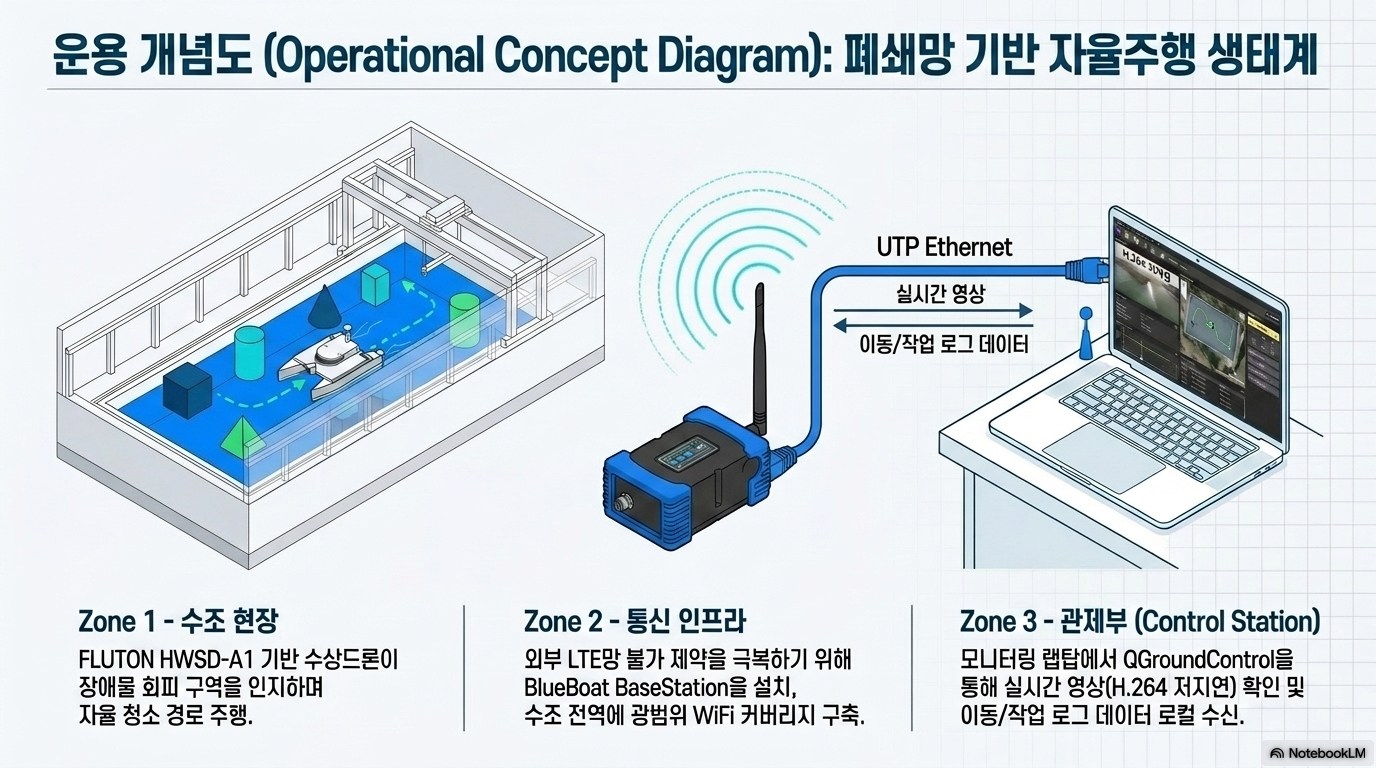 운용 개념도 (Operational Concept Diagram): 폐쇄망 기반 자율주행 생태계
UTP Ethernet
실시간 영상
이동/작업 로그 데이터
Zone 1 - 수조 현장
FLUTON HWSD-A1 기반 수상드론이
장애물 회피 구역을 인지하며
자율 청소 경로 주행.
Zone 2 - 통신 인프라
외부 LTE망 불가 제약을 극복하기 위해
BlueBoat BaseStation을 설치,
수조 전역에 광범위 WiFi 커버리지 구축.
Zone 3 - 관제부 (Control Station)
모니터링 랩탑에서 QGroundControl을
통해 실시간 영상(H.264 저지연) 확인 및
이동/작업 로그 데이터 로컬 수신.
NotebookLM